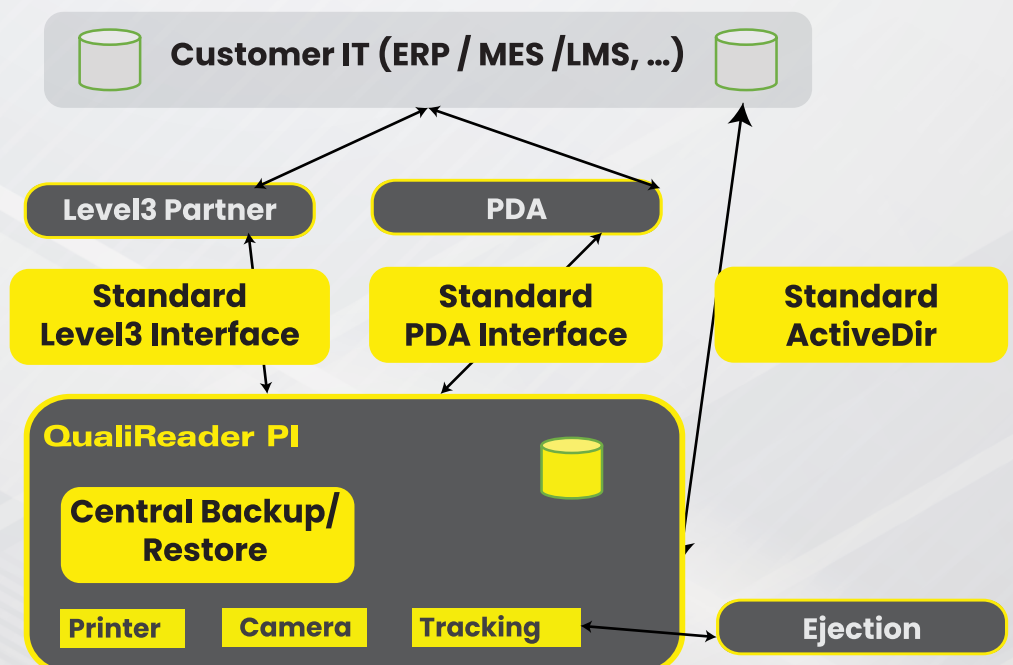 Customer IT (ERP / MES /LMS, ...)
Level3 Partner
PDA
Standard
Level3 Interface
Standard
PDA Interface
Standard
ActiveDir
QualiReader PI
Central Backup/
Restore
Printer
Camera
Tracking
Ejection